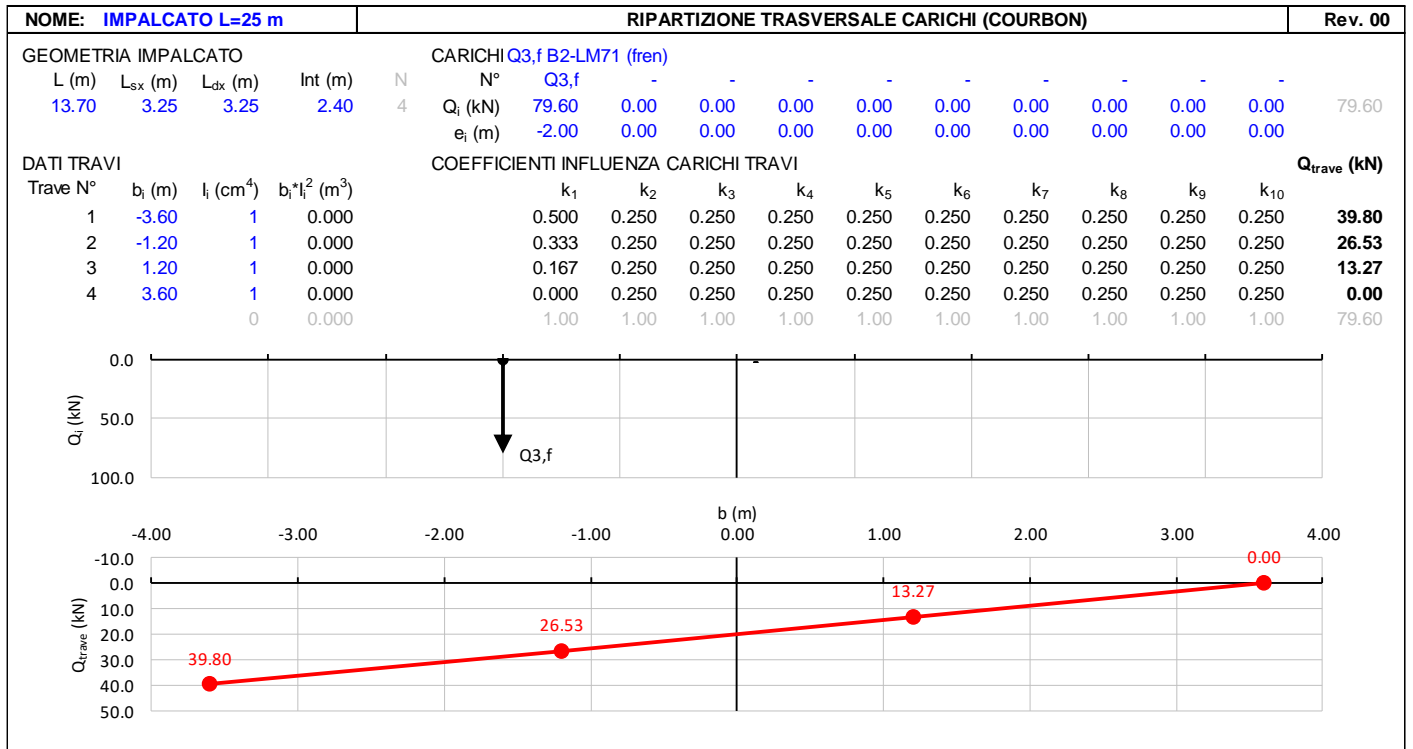 NOME: IMPALCATO L=25 m RIPARTIZIONE TRASVERSALE CARICHI (COURBON) Rev. 00
GEOMETRIA IMPALCATO CARICHI Q3,f B2-LM71 (fren)
L (m) Lsx (m) Ldx (m) Int (m) N N° Q3,f - - - - - - - - -
13.70 3.25 3.25 2.40 4 Qi (kN) 79.60 0.00 0.00 0.00 0.00 0.00 0.00 0.00 0.00 0.00 79.60
ei (m) -2.00 0.00 0.00 0.00 0.00 0.00 0.00 0.00 0.00 0.00
DATI TRAVI COEFFICIENTI INFLUENZA CARICHI TRAVI Qtrave (kN)
Trave N° bi (m) Ii (cm⁴) bi*Ii² (m³) k1 k2 k3 k4 k5 k6 k7 k8 k9 k10
1 -3.60 1 0.000 0.500 0.250 0.250 0.250 0.250 0.250 0.250 0.250 0.250 0.250 39.80
2 -1.20 1 0.000 0.333 0.250 0.250 0.250 0.250 0.250 0.250 0.250 0.250 0.250 26.53
3 1.20 1 0.000 0.167 0.250 0.250 0.250 0.250 0.250 0.250 0.250 0.250 0.250 13.27
4 3.60 1 0.000 0.000 0.250 0.250 0.250 0.250 0.250 0.250 0.250 0.250 0.250 0.00
0 0.000 1.00 1.00 1.00 1.00 1.00 1.00 1.00 1.00 1.00 1.00 79.60
0.0
-
50.0
Qi (kN)
Q3,f
100.0
b (m)
-4.00 -3.00 -2.00 -1.00 0.00 1.00 2.00 3.00 4.00
-10.0
0.00
0.0
10.0
13.27
20.0
26.53
Qtrave (kN)
30.0
39.80
40.0
50.0